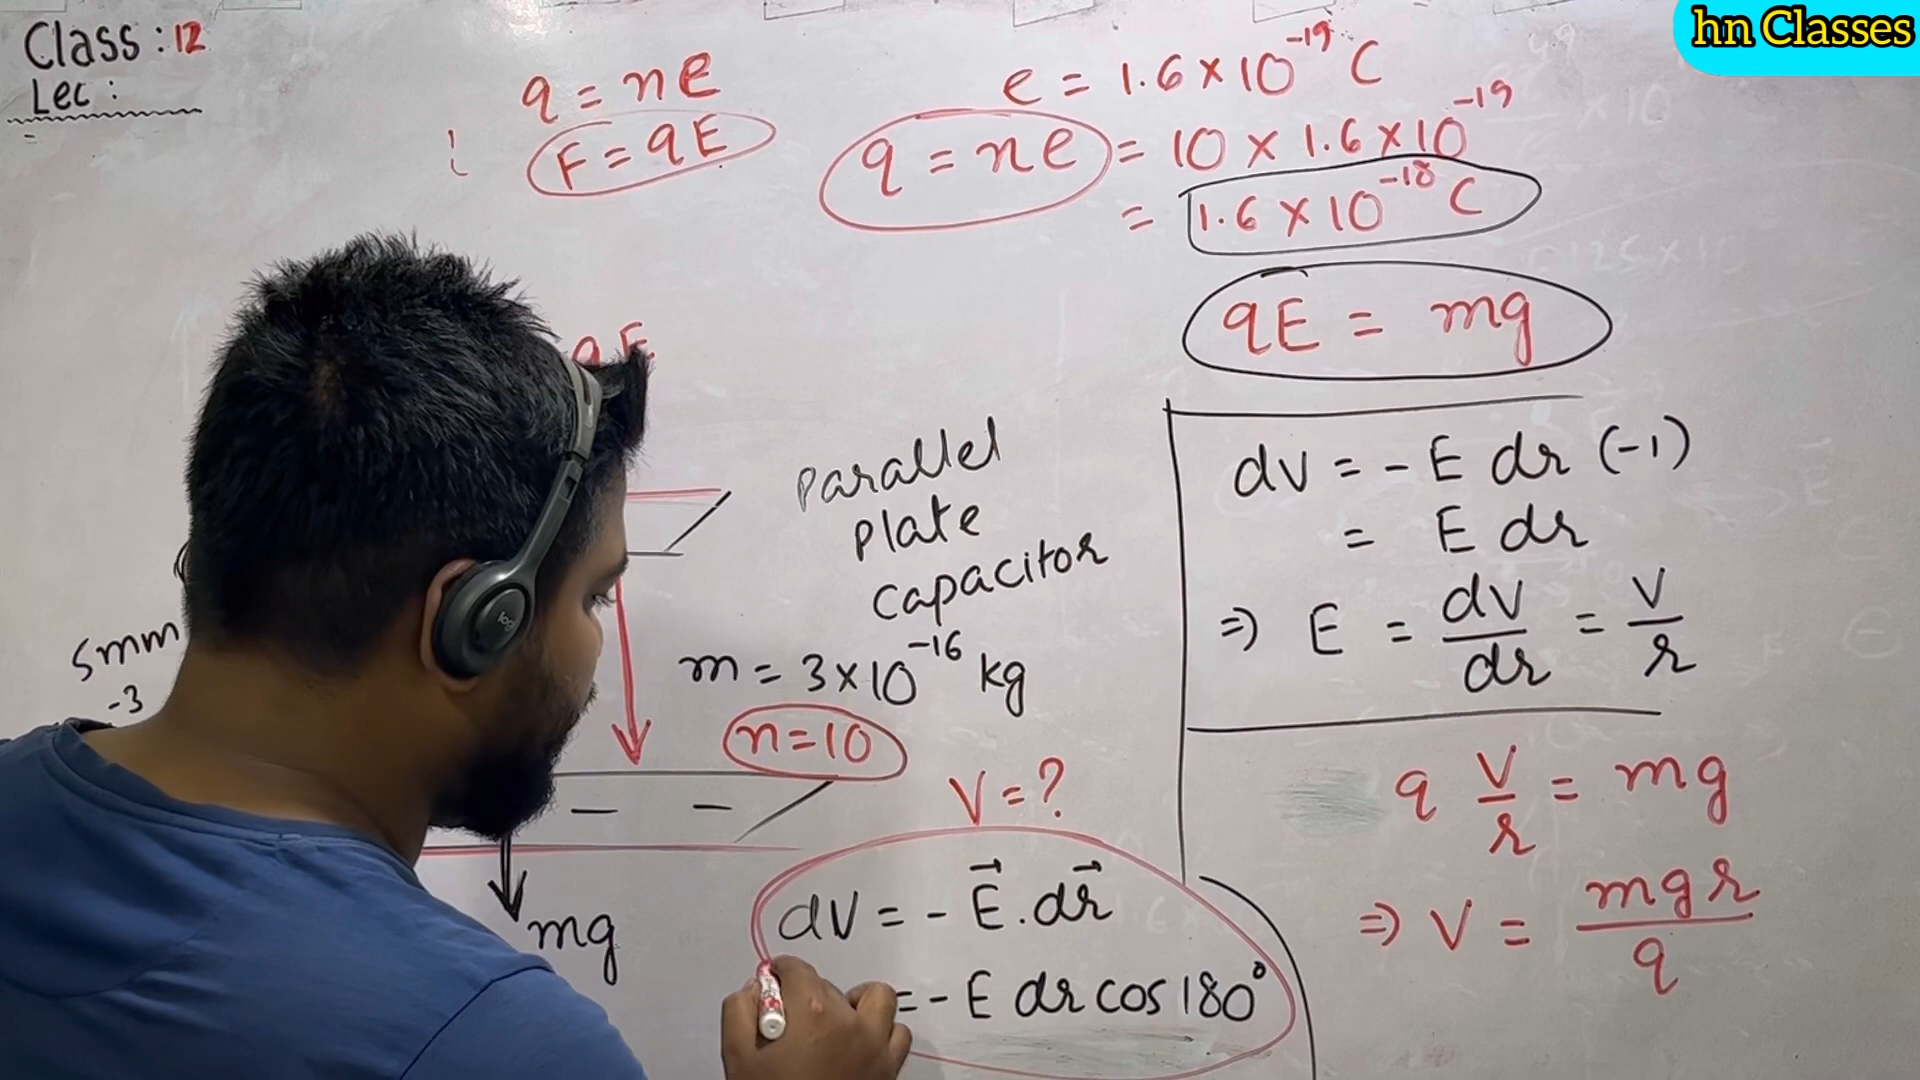 hn Classes
Class : 12
Lec :
q = ne
F = qE
e = 1.6 × 10^-19 C
q = ne = 10 × 1.6 × 10^-19
= 1.6 × 10^-18 C
qE = mg
qE
Parallel
Plate
Capacitor
5mm
-3
m = 3×10^-16 kg
n=10
V = ?
mg
dV = - E⃗ . dr⃗
= - E dr cos 180°
dV = - E dr (-1)
= E dr
⇒ E = dV/dr = V/r
q V/r = mg
⇒ V = mgr/q